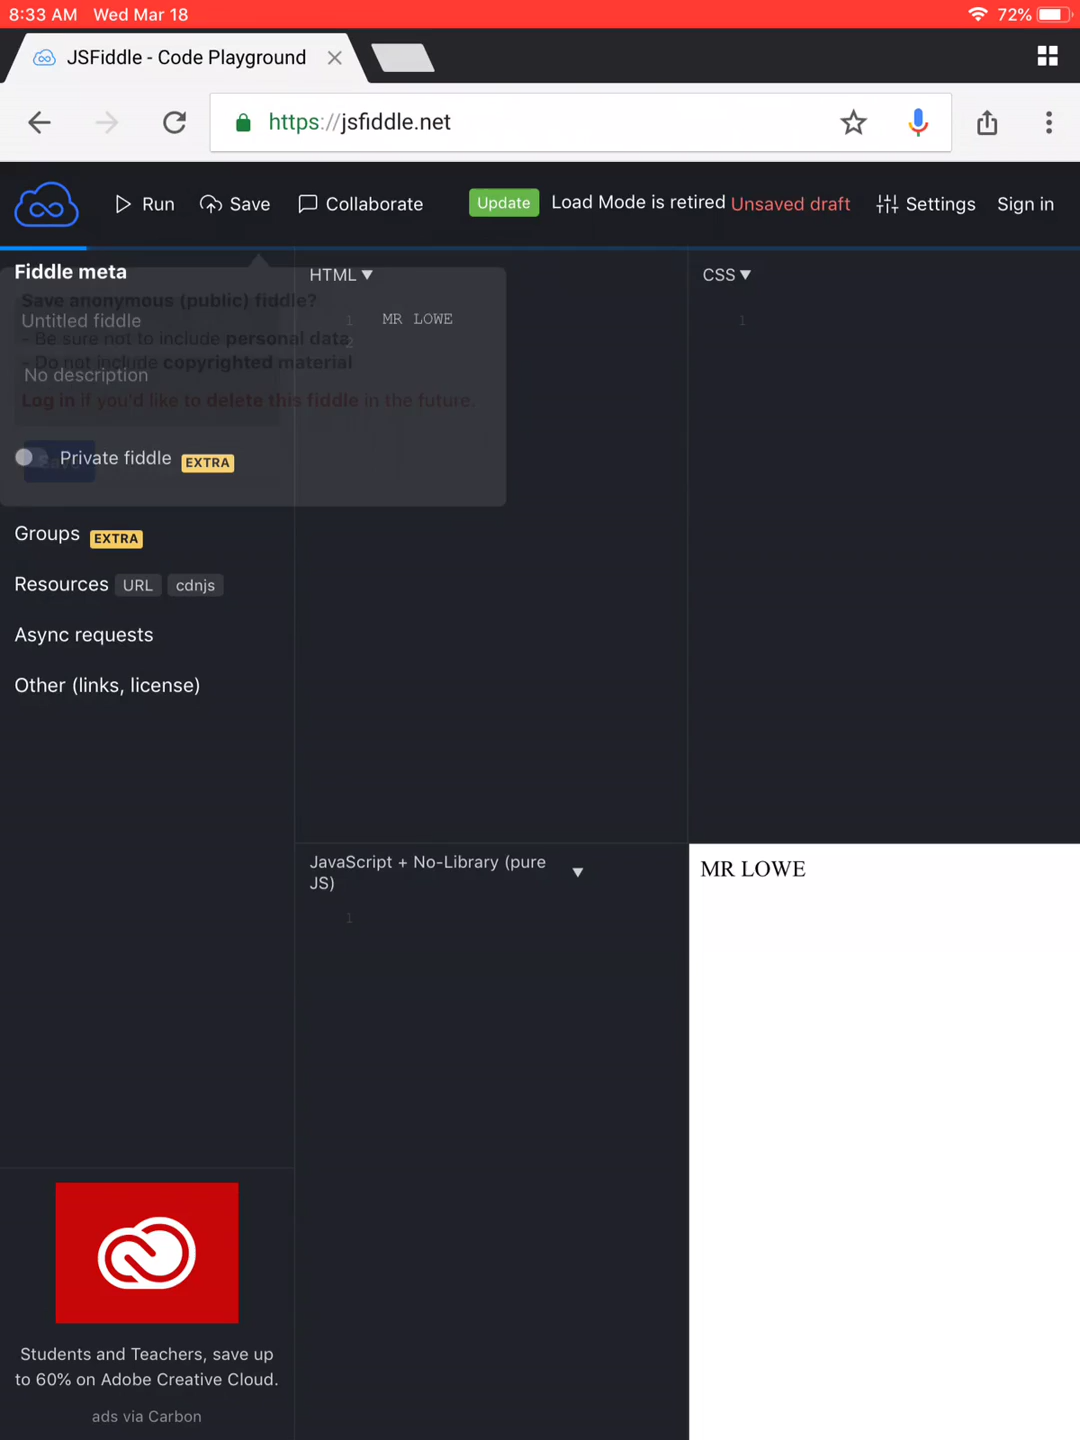 8:33 AM Wed Mar 18 72%
JSFiddle - Code Playground
https://jsfiddle.net
Run Save Collaborate Update Load Mode is retired Unsaved draft Settings Sign in
Fiddle meta
Save anonymous (public) fiddle?
Untitled fiddle
- Be sure not to include personal data
- Do not include copyrighted material
No description
Log in if you'd like to delete this fiddle in the future.
Private fiddle EXTRA
Groups EXTRA
Resources URL cdnjs
Async requests
Other (links, license)
HTML
1 MR LOWE
2
CSS
1
JavaScript + No-Library (pure
JS)
1
MR LOWE
Students and Teachers, save up
to 60% on Adobe Creative Cloud.
ads via Carbon